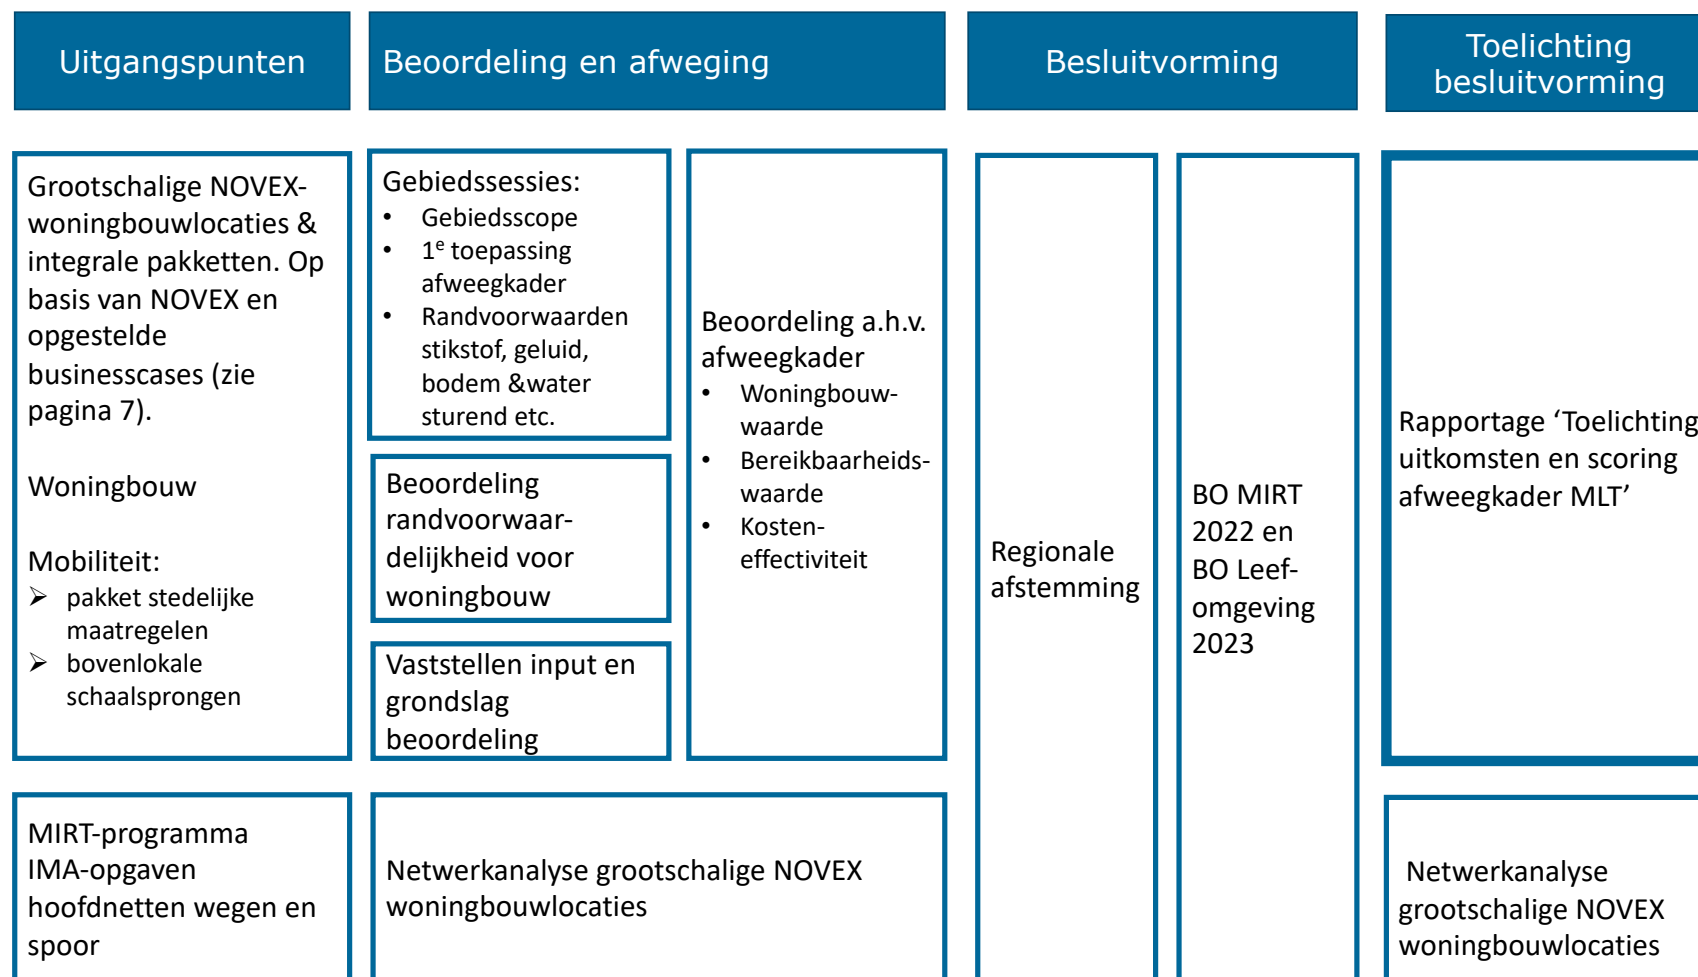 Uitgangspunten
Beoordeling en afweging
Besluitvorming
Toelichting
besluitvorming
Grootschalige NOVEX-
woningbouwlocaties &
integrale pakketten. Op
basis van NOVEX en
opgestelde
businesscases (zie
pagina 7).
Woningbouw
Mobiliteit:
➢ pakket stedelijke
maatregelen
➢ bovenlokale
schaalsprongen
Gebiedssessies:
• Gebiedsscope
• 1e toepassing
afweegkader
• Randvoorwaarden
stikstof, geluid,
bodem &water
sturend etc.
Beoordeling
randvoorwaar-
delijkheid voor
woningbouw
Vaststellen input en
grondslag
beoordeling
Beoordeling a.h.v.
afweegkader
• Woningbouw-
waarde
• Bereikbaarheids-
waarde
• Kosten-
effectiviteit
Regionale
afstemming
BO MIRT
2022 en
BO Leef-
omgeving
2023
Rapportage ‘Toelichting
uitkomsten en scoring
afweegkader MLT’
MIRT-programma
IMA-opgaven
hoofdnetten wegen en
spoor
Netwerkanalyse grootschalige NOVEX
woningbouwlocaties
Netwerkanalyse
grootschalige NOVEX
woningbouwlocaties